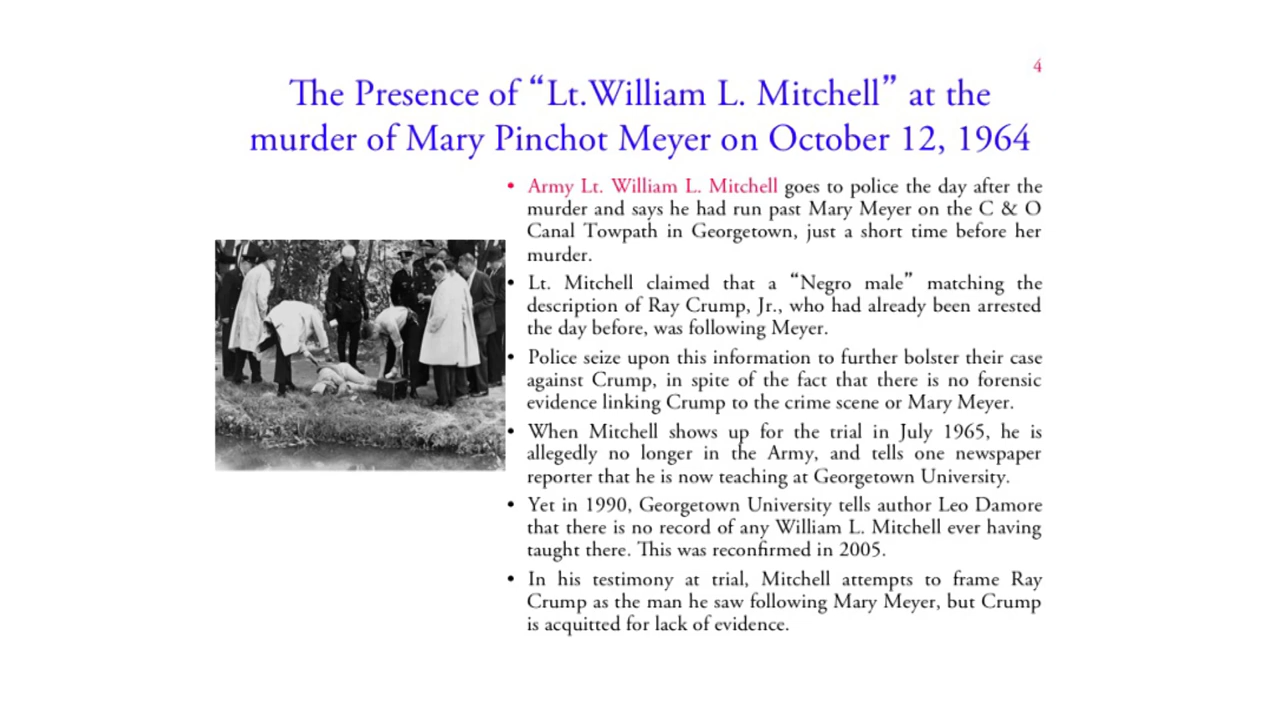 4
The Presence of “Lt.William L. Mitchell” at the
murder of Mary Pinchot Meyer on October 12, 1964
• Army Lt. William L. Mitchell goes to police the day after the
murder and says he had run past Mary Meyer on the C & O
Canal Towpath in Georgetown, just a short time before her
murder.
• Lt. Mitchell claimed that a “Negro male” matching the
description of Ray Crump, Jr., who had already been arrested
the day before, was following Meyer.
• Police seize upon this information to further bolster their case
against Crump, in spite of the fact that there is no forensic
evidence linking Crump to the crime scene or Mary Meyer.
• When Mitchell shows up for the trial in July 1965, he is
allegedly no longer in the Army, and tells one newspaper
reporter that he is now teaching at Georgetown University.
• Yet in 1990, Georgetown University tells author Leo Damore
that there is no record of any William L. Mitchell ever having
taught there. This was reconfirmed in 2005.
• In his testimony at trial, Mitchell attempts to frame Ray
Crump as the man he saw following Mary Meyer, but Crump
is acquitted for lack of evidence.